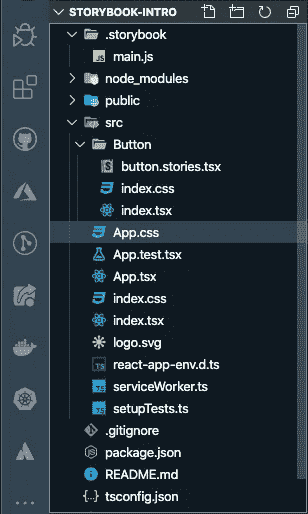 STORYBOOK-INTRO
.storybook
main.js
node_modules
public
src
Button
button.stories.tsx
index.css
index.tsx
App.css
App.test.tsx
App.tsx
index.css
index.tsx
logo.svg
react-app-env.d.ts
serviceWorker.ts
setupTests.ts
.gitignore
package.json
README.md
tsconfig.json